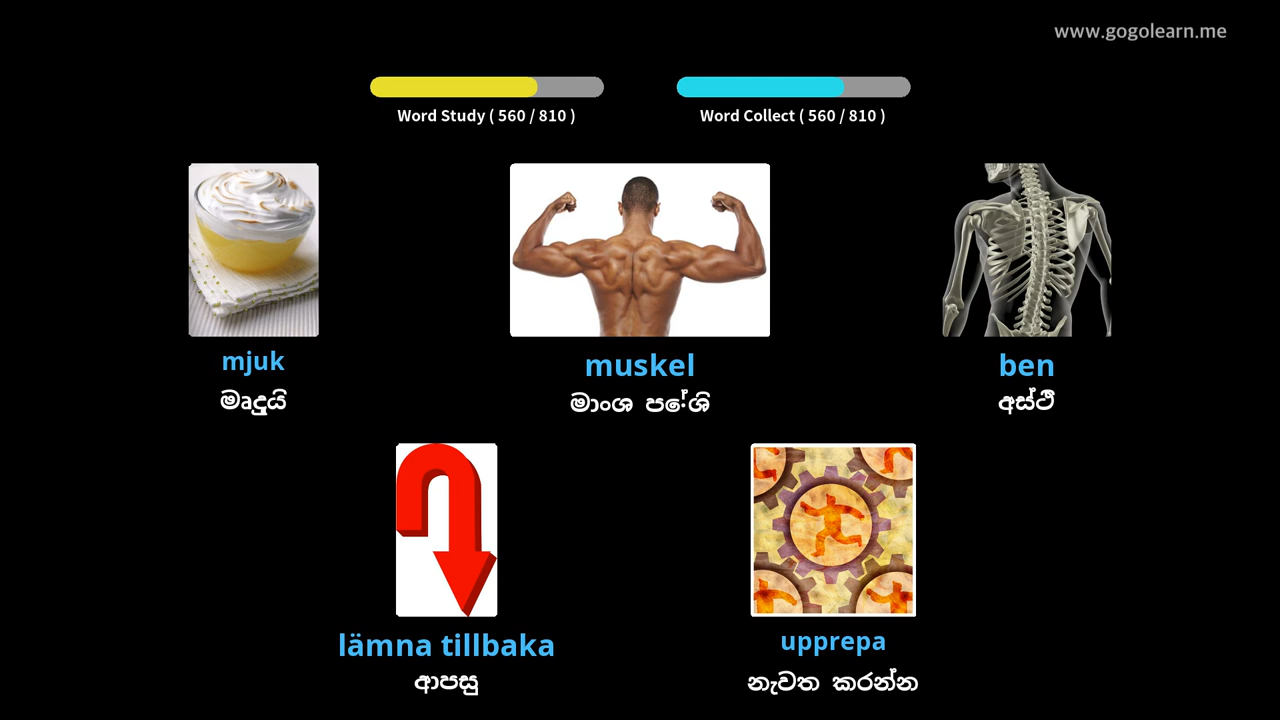 www.gogolearn.me
Word Study ( 560 / 810 )
Word Collect ( 560 / 810 )
mjuk
මෘදුයි
muskel
මාංශ පේශි
ben
අස්ථි
lämna tillbaka
ආපසු
upprepa
නැවත කරන්න